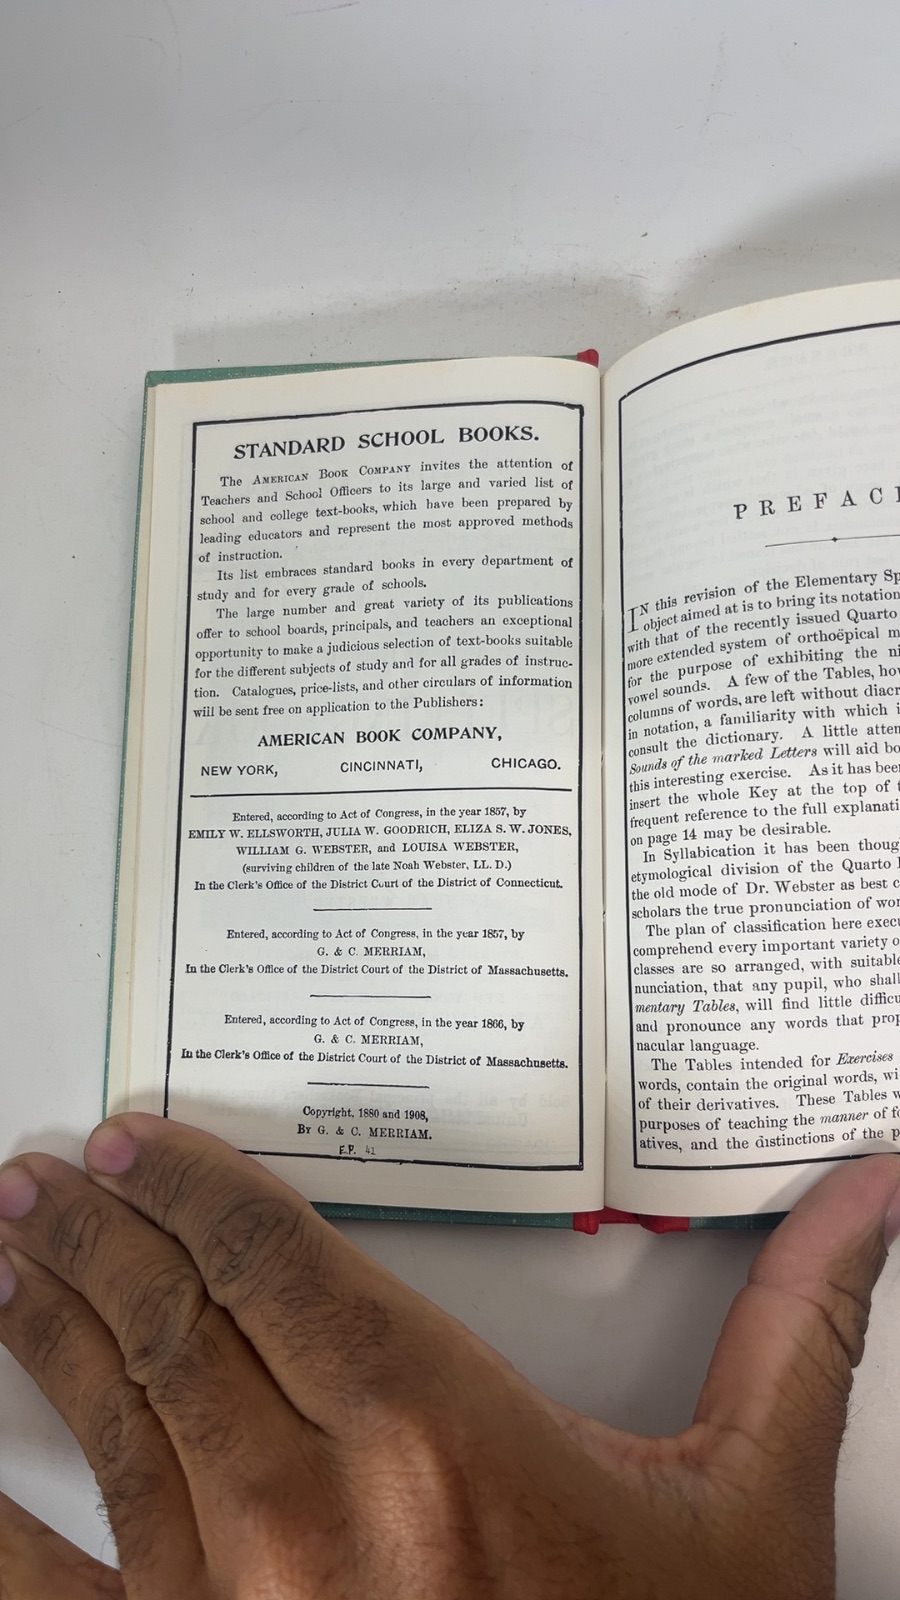 STANDARD SCHOOL BOOKS.
The AMERICAN BOOK COMPANY invites the attention of
Teachers and School Officers to its large and varied list of
school and college text-books, which have been prepared by
leading educators and represent the most approved methods
of instruction.
Its list embraces standard books in every department of
study and for every grade of schools.
The large number and great variety of its publications
offer to school boards, principals, and teachers an exceptional
opportunity to make a judicious selection of text-books suitable
for the different subjects of study and for all grades of instruc-
tion. Catalogues, price-lists, and other circulars of information
will be sent free on application to the Publishers:
AMERICAN BOOK COMPANY,
NEW YORK, CINCINNATI, CHICAGO.
Entered, according to Act of Congress, in the year 1857, by
EMILY W. ELLSWORTH, JULIA W. GOODRICH, ELIZA S. W. JONES,
WILLIAM G. WEBSTER, and LOUISA WEBSTER,
(surviving children of the late Noah Webster, LL. D.)
In the Clerk's Office of the District Court of the District of Connecticut.
Entered, according to Act of Congress, in the year 1857, by
G. & C. MERRIAM,
In the Clerk's Office of the District Court of the District of Massachusetts.
Entered, according to Act of Congress, in the year 1866, by
G. & C. MERRIAM,
In the Clerk's Office of the District Court of the District of Massachusetts.
Copyright, 1880 and 1908,
BY G. & C. MERRIAM.
E.P. 41
PREFAC
IN this revision of the Elementary Sp
object aimed at is to bring its notation
with that of the recently issued Quarto
more extended system of orthoëpical m
for the purpose of exhibiting the ni
vowel sounds. A few of the Tables, ho
columns of words, are left without diacr
in notation, a familiarity with which i
consult the dictionary. A little atten
Sounds of the marked Letters will aid bo
this interesting exercise. As it has been
insert the whole Key at the top of t
frequent reference to the full explanati
on page 14 may be desirable.
In Syllabication it has been thoug
etymological division of the Quarto
the old mode of Dr. Webster as best c
scholars the true pronunciation of wor
The plan of classification here execu
comprehend every important variety o
classes are so arranged, with suitable
nunciation, that any pupil, who shall
mentary Tables, will find little difficu
and pronounce any words that prop
nacular language.
The Tables intended for Exercises
words, contain the original words, wi
of their derivatives. These Tables w
purposes of teaching the manner of fo
atives, and the distinctions of the p